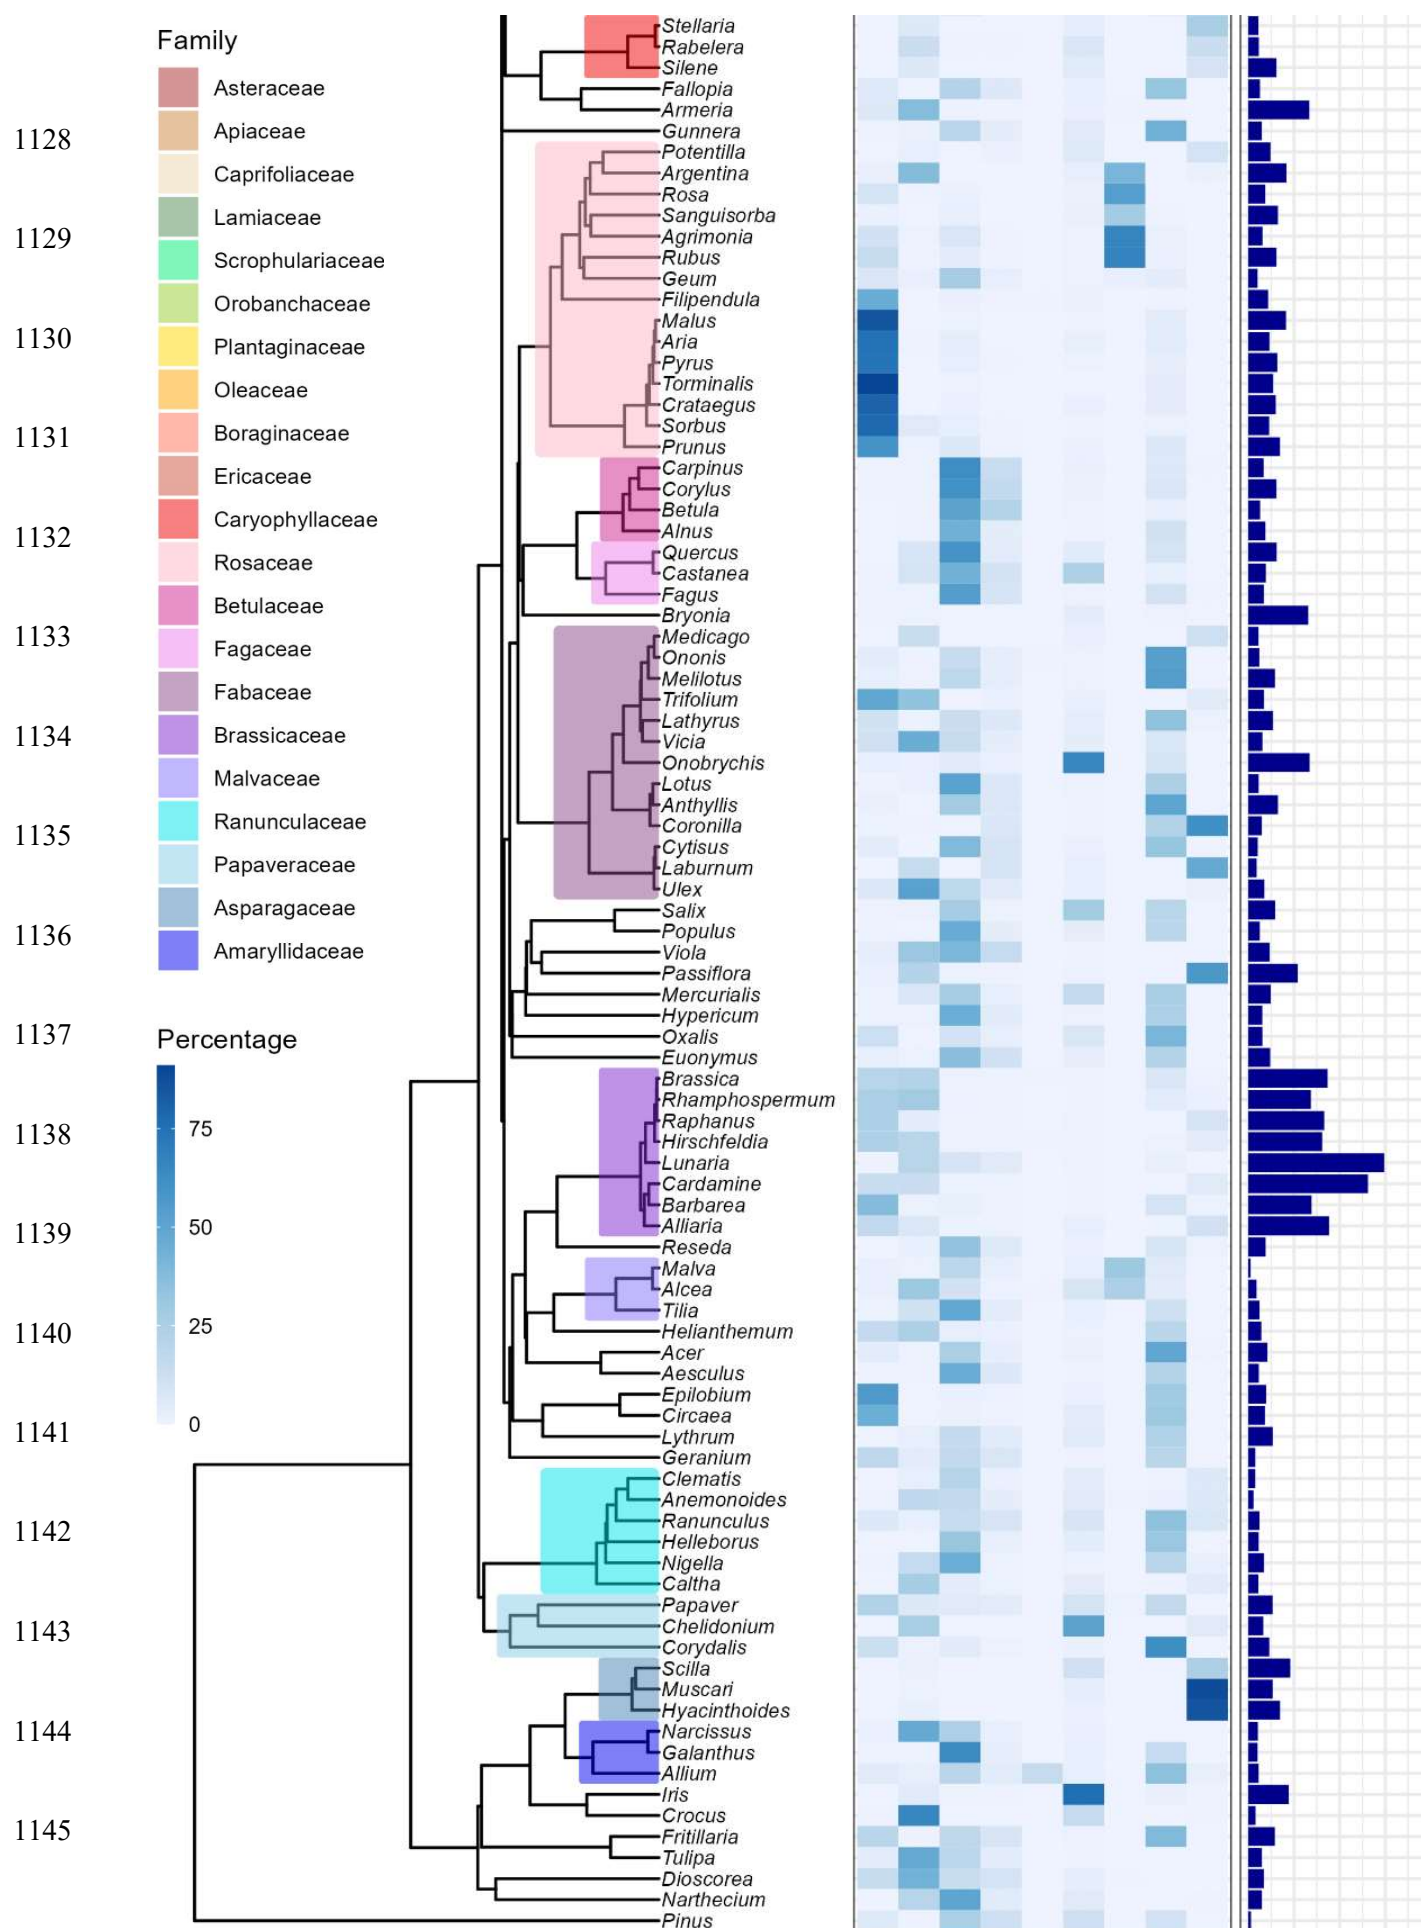 Family
Asteraceae
Apiaceae
Caprifoliaceae
Lamiaceae
Scrophulariaceae
Orobanchaceae
Plantaginaceae
Oleaceae
Boraginaceae
Ericaceae
Caryophyllaceae
Rosaceae
Betulaceae
Fagaceae
Fabaceae
Brassicaceae
Malvaceae
Ranunculaceae
Papaveraceae
Asparagaceae
Amaryllidaceae
Percentage
75
50
25
0
1128
1129
1130
1131
1132
1133
1134
1135
1136
1137
1138
1139
1140
1141
1142
1143
1144
1145
Stellaria
Rabelera
Silene
Fallopia
Armeria
Gunnera
Potentilla
Argentina
Rosa
Sanguisorba
Agrimonia
Rubus
Geum
Filipendula
Malus
Aria
Pyrus
Torminalis
Crataegus
Sorbus
Prunus
Carpinus
Corylus
Betula
Alnus
Quercus
Castanea
Fagus
Bryonia
Medicago
Ononis
Melilotus
Trifolium
Lathyrus
Vicia
Onobrychis
Lotus
Anthyllis
Coronilla
Cytisus
Laburnum
Ulex
Salix
Populus
Viola
Passiflora
Mercurialis
Hypericum
Oxalis
Euonymus
Brassica
Rhamphospermum
Raphanus
Hirschfeldia
Lunaria
Cardamine
Barbarea
Alliaria
Reseda
Malva
Alcea
Tilia
Helianthemum
Acer
Aesculus
Epilobium
Circaea
Lythrum
Geranium
Clematis
Anemonoides
Ranunculus
Helleborus
Nigella
Caltha
Papaver
Chelidonium
Corydalis
Scilla
Muscari
Hyacinthoides
Narcissus
Galanthus
Allium
Iris
Crocus
Fritillaria
Tulipa
Dioscorea
Narthecium
Pinus